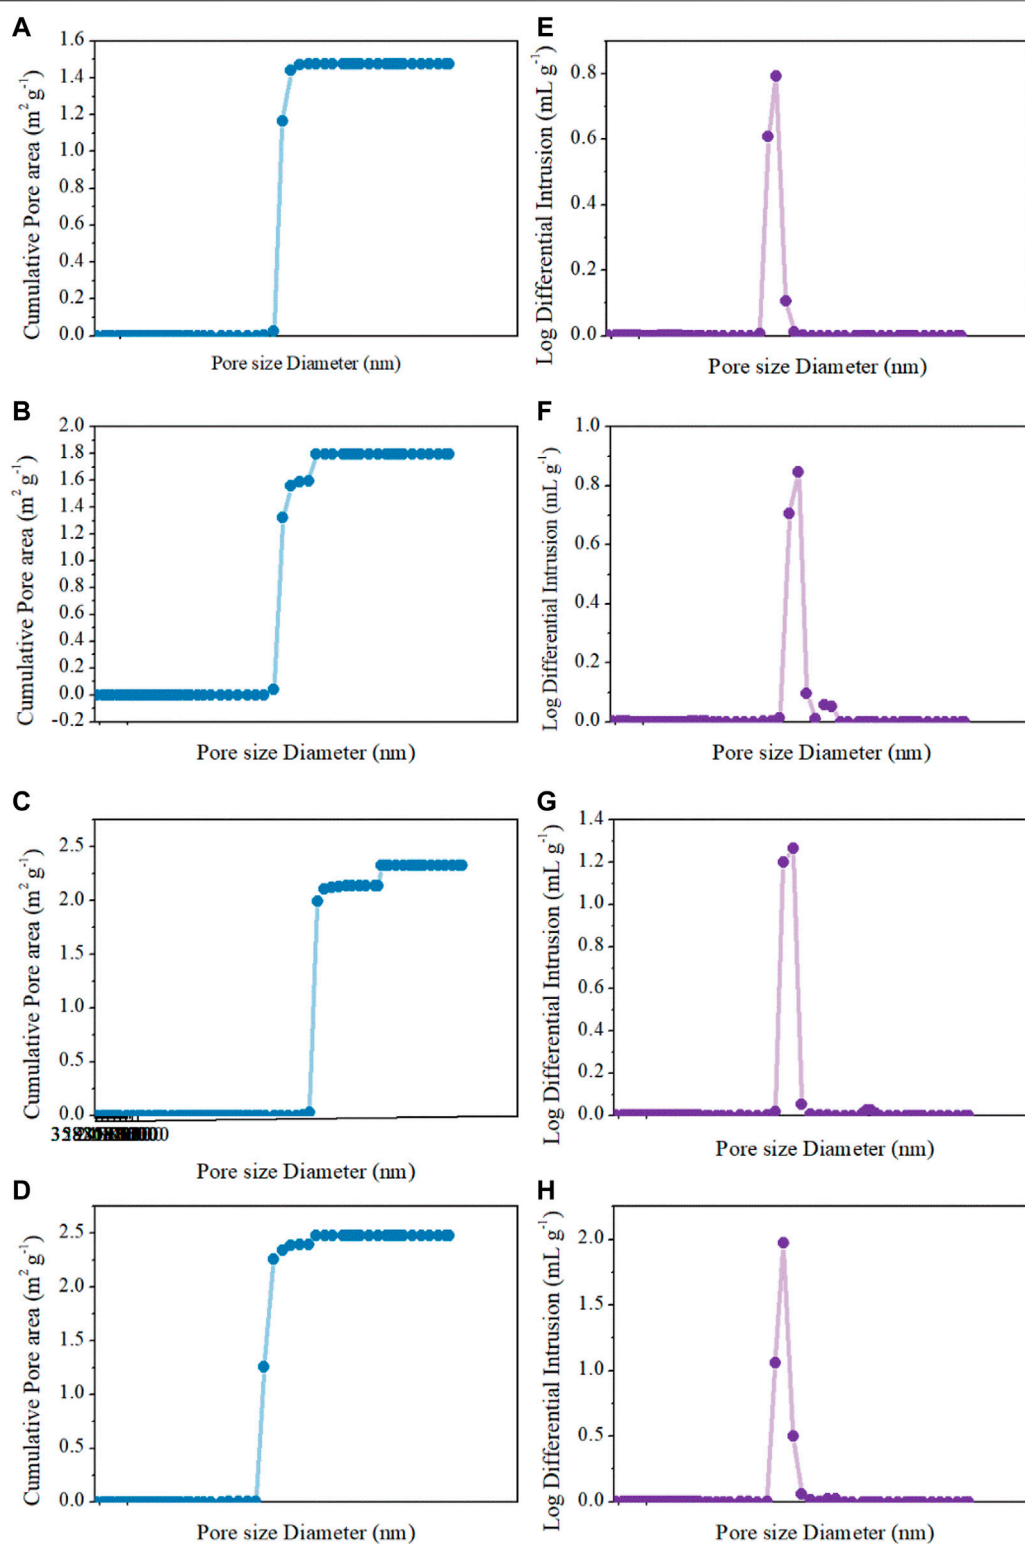 A
Cumulative Pore area (m² g⁻¹)
1.6
1.4
1.2
1.0
0.8
0.6
0.4
0.2
0.0
Pore size Diameter (nm)
E
Log Differential Intrusion (mL g⁻¹)
0.8
0.6
0.4
0.2
0.0
Pore size Diameter (nm)
B
Cumulative Pore area (m² g⁻¹)
2.0
1.8
1.6
1.4
1.2
1.0
0.8
0.6
0.4
0.2
0.0
-0.2
Pore size Diameter (nm)
F
Log Differential Intrusion (mL g⁻¹)
1.0
0.8
0.6
0.4
0.2
0.0
Pore size Diameter (nm)
C
Cumulative Pore area (m² g⁻¹)
2.5
2.0
1.5
1.0
0.5
0.0
Pore size Diameter (nm)
G
Log Differential Intrusion (mL g⁻¹)
1.4
1.2
1.0
0.8
0.6
0.4
0.2
0.0
Pore size Diameter (nm)
D
Cumulative Pore area (m² g⁻¹)
2.5
2.0
1.5
1.0
0.5
0.0
Pore size Diameter (nm)
H
Log Differential Intrusion (mL g⁻¹)
2.0
1.5
1.0
0.5
0.0
Pore size Diameter (nm)